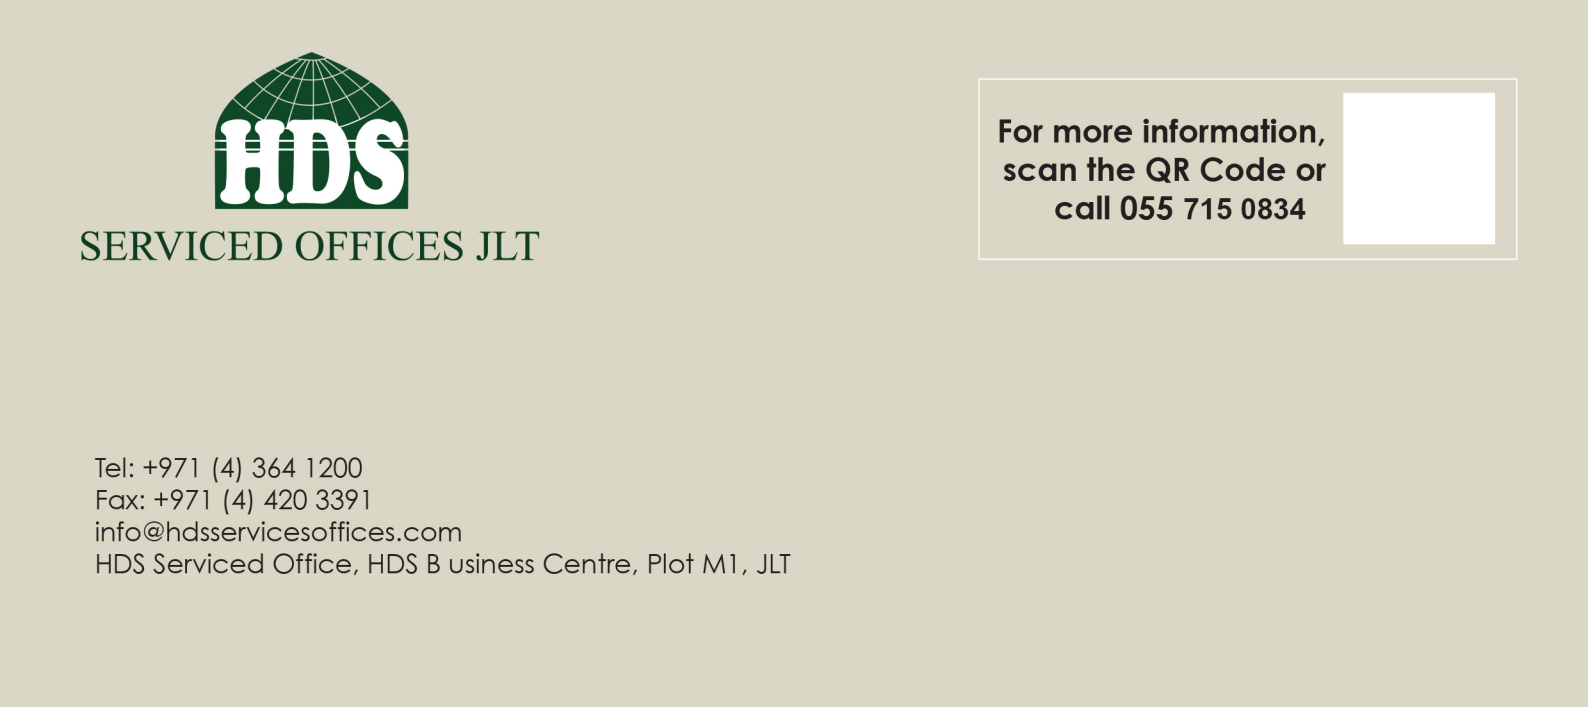 HDS
SERVICED OFFICES JLT
For more information,
scan the QR Code or
call 055 715 0834
Tel: +971 (4) 364 1200
Fax: +971 (4) 420 3391
info@hdsservicesoffices.com
HDS Serviced Office, HDS B usiness Centre, Plot M1, JLT